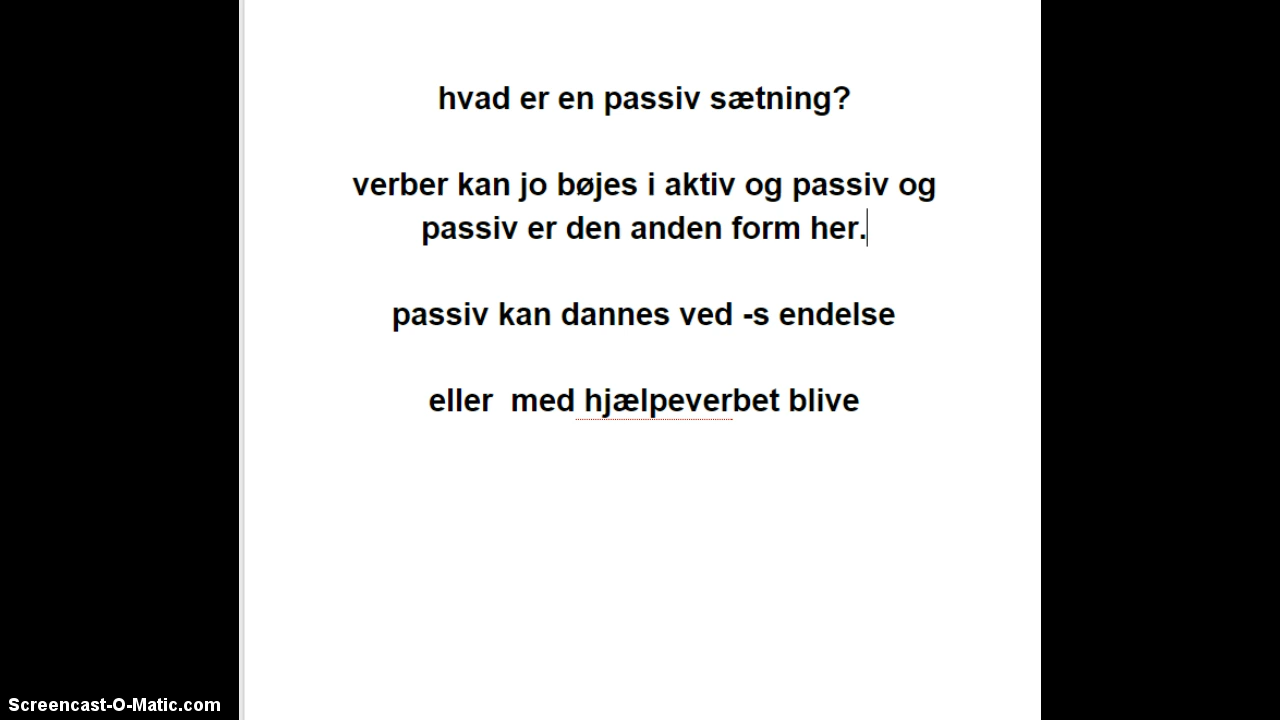 hvad er en passiv sætning?
verber kan jo bøjes i aktiv og passiv og
passiv er den anden form her.
passiv kan dannes ved -s endelse
eller  med hjælpeverbet blive
Screencast-O-Matic.com